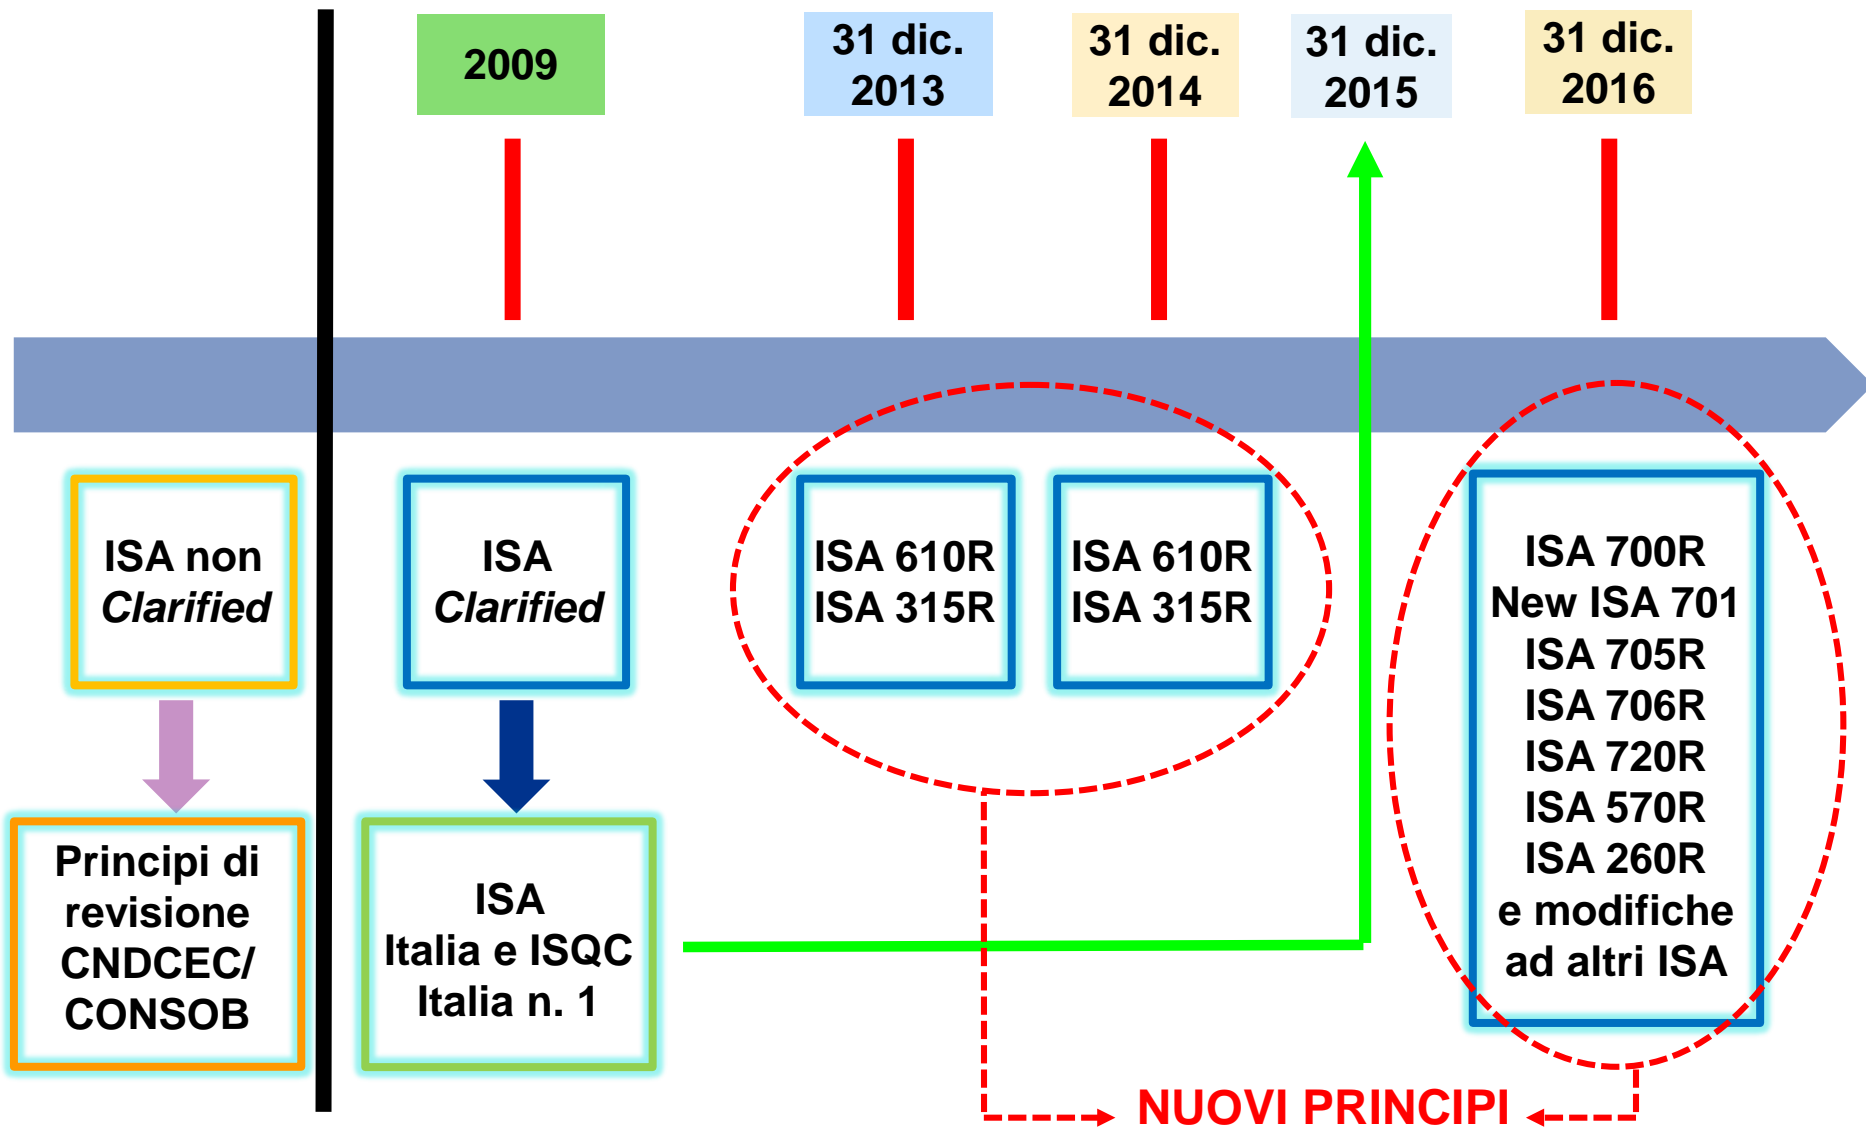 2009
31 dic.
2013
31 dic.
2014
31 dic.
2015
31 dic.
2016
ISA non
Clarified
ISA
Clarified
ISA 610R
ISA 315R
ISA 610R
ISA 315R
ISA 700R
New ISA 701
ISA 705R
ISA 706R
ISA 720R
ISA 570R
ISA 260R
e modifiche
ad altri ISA
Principi di
revisione
CNDCEC/
CONSOB
ISA
Italia e ISQC
Italia n. 1
NUOVI PRINCIPI